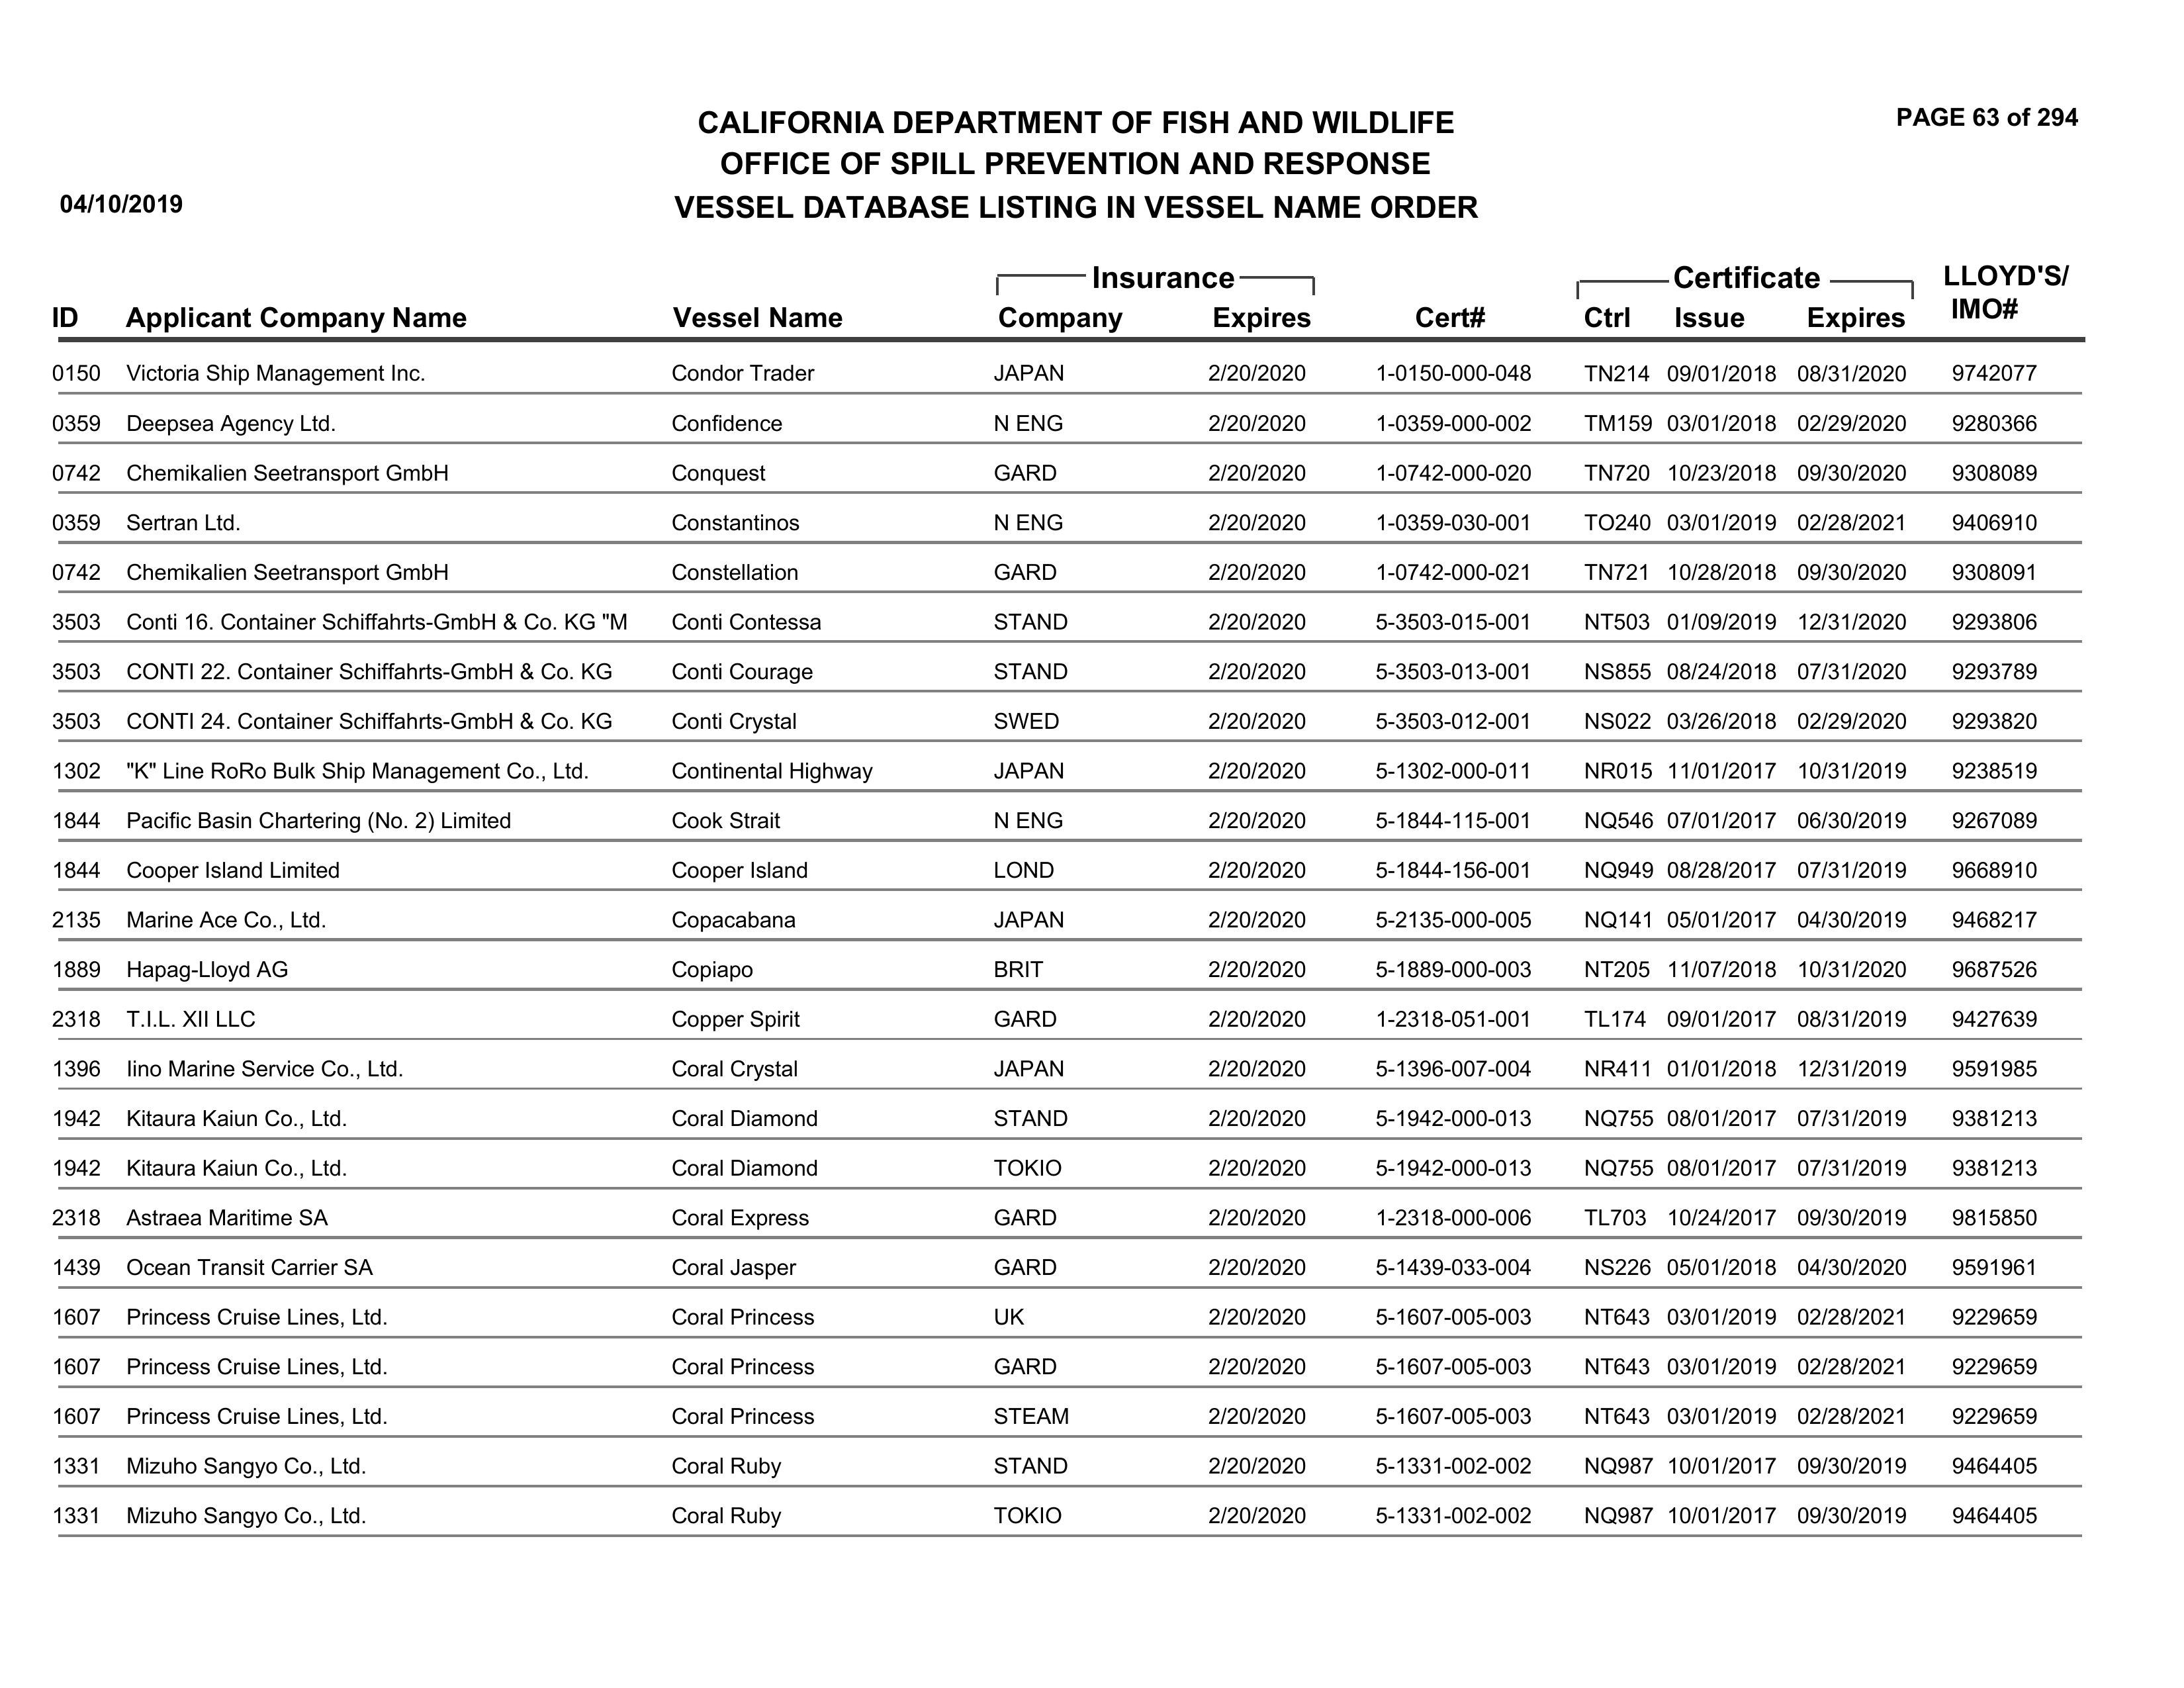 PAGE 63 of 294
CALIFORNIA DEPARTMENT OF FISH AND WILDLIFE
OFFICE OF SPILL PREVENTION AND RESPONSE
04/10/2019 VESSEL DATABASE LISTING IN VESSEL NAME ORDER
Insurance Certificate LLOYD'S/
ID Applicant Company Name Vessel Name Company Expires Cert# Ctrl Issue Expires IMO#
0150 Victoria Ship Management Inc. Condor Trader JAPAN 2/20/2020 1-0150-000-048 TN214 09/01/2018 08/31/2020 9742077
0359 Deepsea Agency Ltd. Confidence N ENG 2/20/2020 1-0359-000-002 TM159 03/01/2018 02/29/2020 9280366
0742 Chemikalien Seetransport GmbH Conquest GARD 2/20/2020 1-0742-000-020 TN720 10/23/2018 09/30/2020 9308089
0359 Sertran Ltd. Constantinos N ENG 2/20/2020 1-0359-030-001 TO240 03/01/2019 02/28/2021 9406910
0742 Chemikalien Seetransport GmbH Constellation GARD 2/20/2020 1-0742-000-021 TN721 10/28/2018 09/30/2020 9308091
3503 Conti 16. Container Schiffahrts-GmbH & Co. KG "M Conti Contessa STAND 2/20/2020 5-3503-015-001 NT503 01/09/2019 12/31/2020 9293806
3503 CONTI 22. Container Schiffahrts-GmbH & Co. KG Conti Courage STAND 2/20/2020 5-3503-013-001 NS855 08/24/2018 07/31/2020 9293789
3503 CONTI 24. Container Schiffahrts-GmbH & Co. KG Conti Crystal SWED 2/20/2020 5-3503-012-001 NS022 03/26/2018 02/29/2020 9293820
1302 "K" Line RoRo Bulk Ship Management Co., Ltd. Continental Highway JAPAN 2/20/2020 5-1302-000-011 NR015 11/01/2017 10/31/2019 9238519
1844 Pacific Basin Chartering (No. 2) Limited Cook Strait N ENG 2/20/2020 5-1844-115-001 NQ546 07/01/2017 06/30/2019 9267089
1844 Cooper Island Limited Cooper Island LOND 2/20/2020 5-1844-156-001 NQ949 08/28/2017 07/31/2019 9668910
2135 Marine Ace Co., Ltd. Copacabana JAPAN 2/20/2020 5-2135-000-005 NQ141 05/01/2017 04/30/2019 9468217
1889 Hapag-Lloyd AG Copiapo BRIT 2/20/2020 5-1889-000-003 NT205 11/07/2018 10/31/2020 9687526
2318 T.I.L. XII LLC Copper Spirit GARD 2/20/2020 1-2318-051-001 TL174 09/01/2017 08/31/2019 9427639
1396 Iino Marine Service Co., Ltd. Coral Crystal JAPAN 2/20/2020 5-1396-007-004 NR411 01/01/2018 12/31/2019 9591985
1942 Kitaura Kaiun Co., Ltd. Coral Diamond STAND 2/20/2020 5-1942-000-013 NQ755 08/01/2017 07/31/2019 9381213
1942 Kitaura Kaiun Co., Ltd. Coral Diamond TOKIO 2/20/2020 5-1942-000-013 NQ755 08/01/2017 07/31/2019 9381213
2318 Astraea Maritime SA Coral Express GARD 2/20/2020 1-2318-000-006 TL703 10/24/2017 09/30/2019 9815850
1439 Ocean Transit Carrier SA Coral Jasper GARD 2/20/2020 5-1439-033-004 NS226 05/01/2018 04/30/2020 9591961
1607 Princess Cruise Lines, Ltd. Coral Princess UK 2/20/2020 5-1607-005-003 NT643 03/01/2019 02/28/2021 9229659
1607 Princess Cruise Lines, Ltd. Coral Princess GARD 2/20/2020 5-1607-005-003 NT643 03/01/2019 02/28/2021 9229659
1607 Princess Cruise Lines, Ltd. Coral Princess STEAM 2/20/2020 5-1607-005-003 NT643 03/01/2019 02/28/2021 9229659
1331 Mizuho Sangyo Co., Ltd. Coral Ruby STAND 2/20/2020 5-1331-002-002 NQ987 10/01/2017 09/30/2019 9464405
1331 Mizuho Sangyo Co., Ltd. Coral Ruby TOKIO 2/20/2020 5-1331-002-002 NQ987 10/01/2017 09/30/2019 9464405